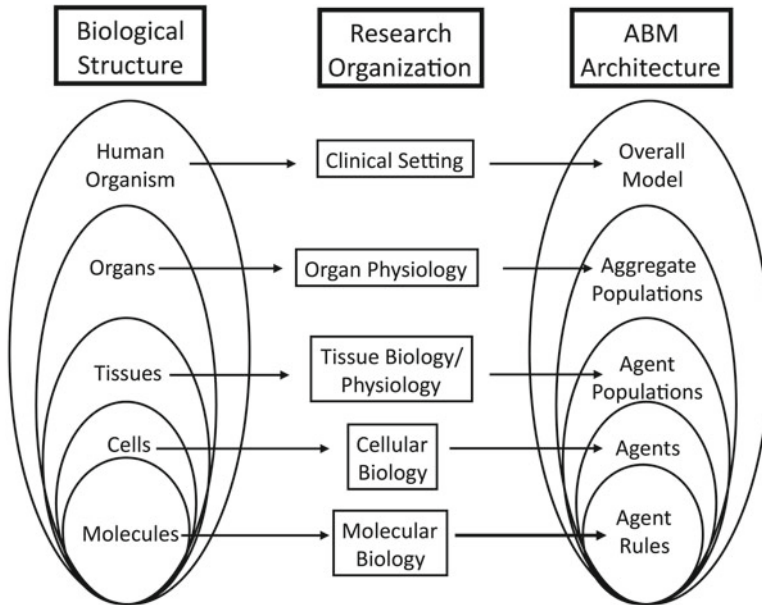 Biological
Structure
Research
Organization
ABM
Architecture
Human
Organism
Clinical Setting
Overall
Model
Organs
Organ Physiology
Aggregate
Populations
Tissues
Tissue Biology/
Physiology
Agent
Populations
Cells
Cellular
Biology
Agents
Molecules
Molecular
Biology
Agent
Rules